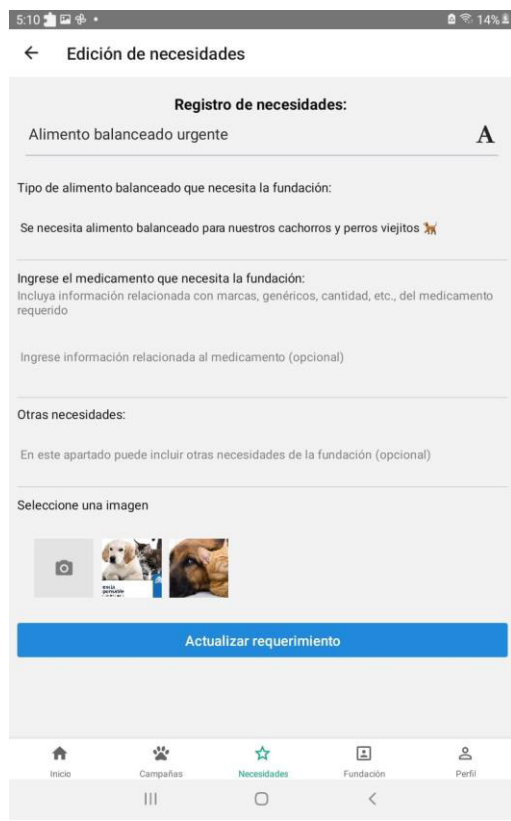 5:10
14%
Edición de necesidades
Registro de necesidades:
Alimento balanceado urgente
A
Tipo de alimento balanceado que necesita la fundación:
Se necesita alimento balanceado para nuestros cachorros y perros viejitos 🐕
Ingrese el medicamento que necesita la fundación:
Incluya información relacionada con marcas, genéricos, cantidad, etc., del medicamento
requerido
Ingrese información relacionada al medicamento (opcional)
Otras necesidades:
En este apartado puede incluir otras necesidades de la fundación (opcional)
Seleccione una imagen
Actualizar requerimiento
Inicio
Campañas
Necesidades
Fundación
Perfil